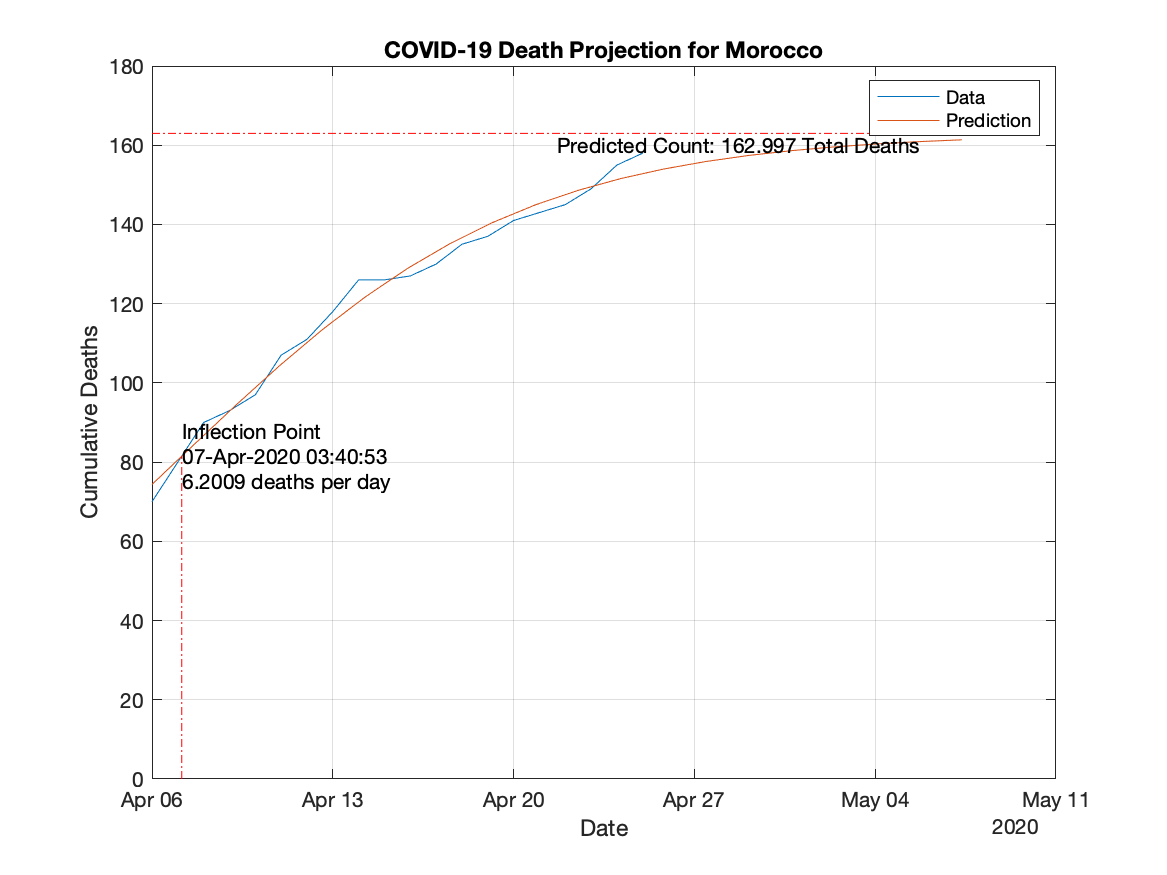 COVID-19 Death Projection for Morocco
180
160
140
120
100
80
60
40
20
0
Cumulative Deaths
Data
Prediction
Predicted Count: 162.997 Total Deaths
Inflection Point
07-Apr-2020 03:40:53
6.2009 deaths per day
Apr 06 Apr 13 Apr 20 Apr 27 May 04 May 11
Date
2020